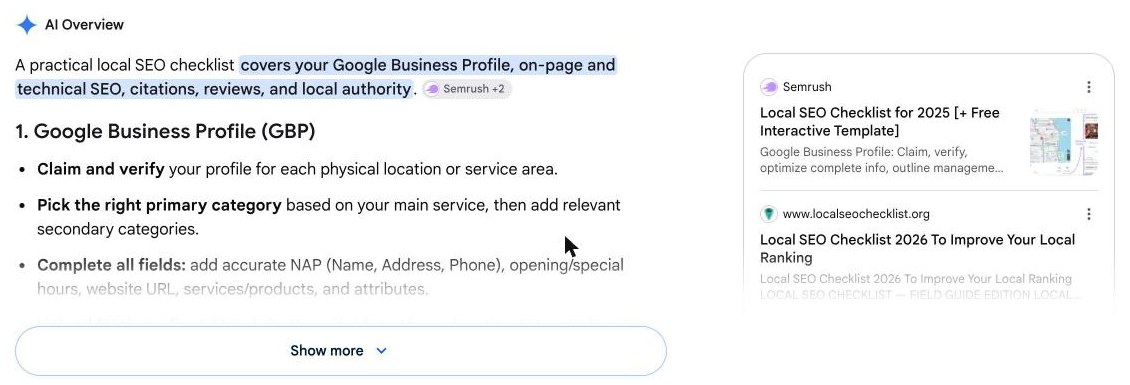 AI Overview
A practical local SEO checklist covers your Google Business Profile, on-page and
technical SEO, citations, reviews, and local authority. Semrush +2
1. Google Business Profile (GBP)
• Claim and verify your profile for each physical location or service area.
• Pick the right primary category based on your main service, then add relevant
secondary categories.
• Complete all fields: add accurate NAP (Name, Address, Phone), opening/special
hours, website URL, services/products, and attributes.
Show more
Semrush
Local SEO Checklist for 2025 [+ Free
Interactive Template]
Google Business Profile: Claim, verify,
optimize complete info, outline manageme...
www.localseochecklist.org
Local SEO Checklist 2026 To Improve Your Local
Ranking
Local SEO Checklist 2026 To Improve Your Local Ranking
LOCAL SEO CHECKLIST — FIELD GUIDE EDITION LOCAL...